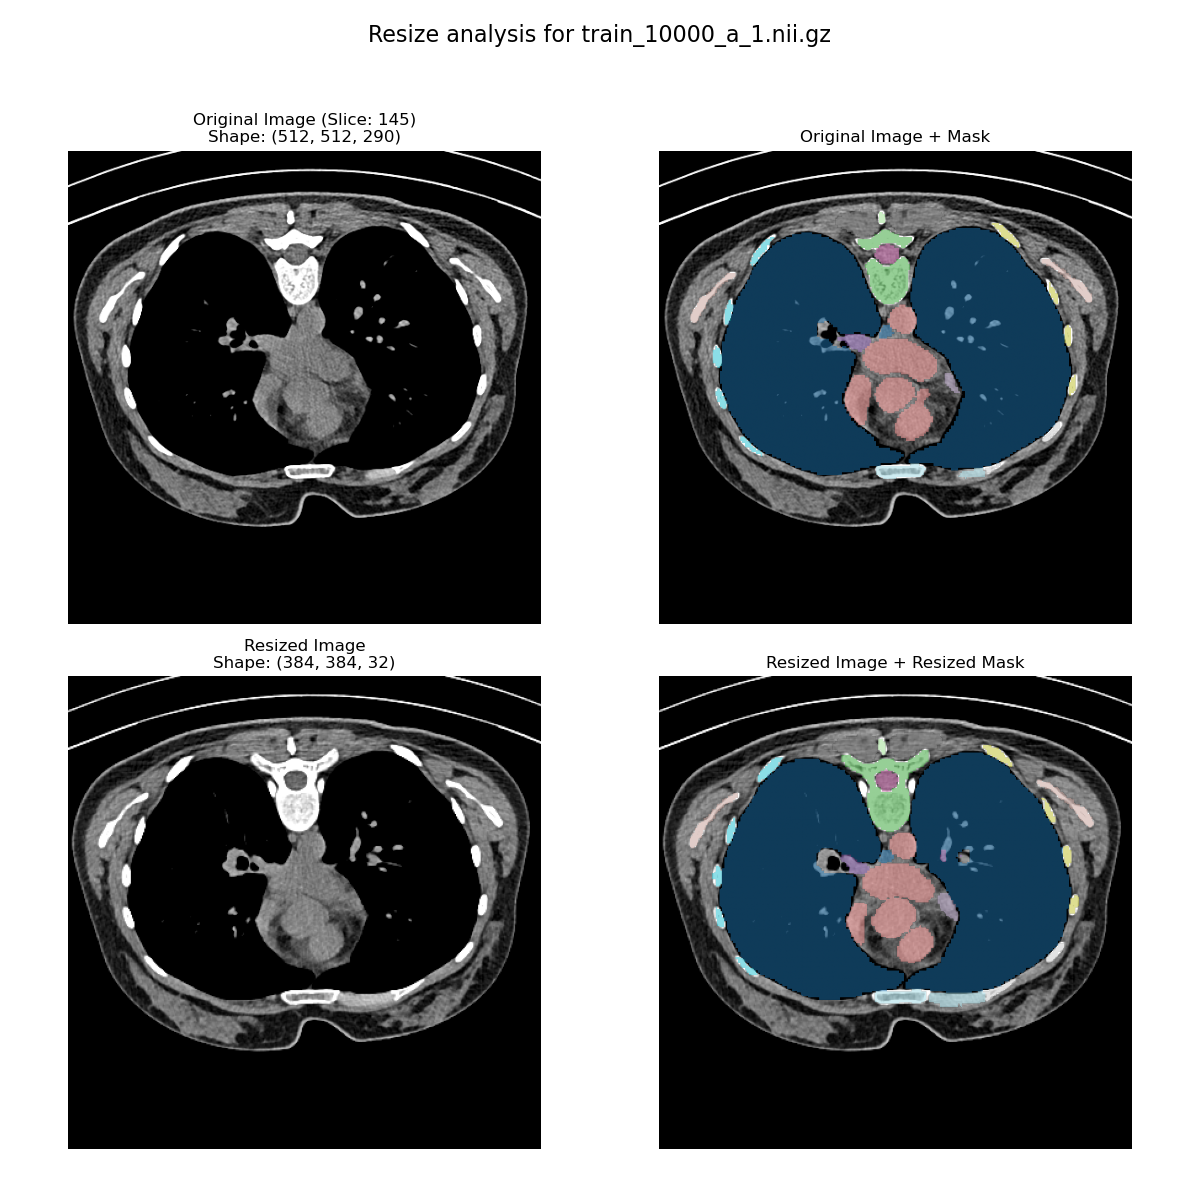 Resize analysis for train_10000_a_1.nii.gz
Original Image (Slice: 145)
Shape: (512, 512, 290)
Original Image + Mask
Resized Image
Shape: (384, 384, 32)
Resized Image + Resized Mask